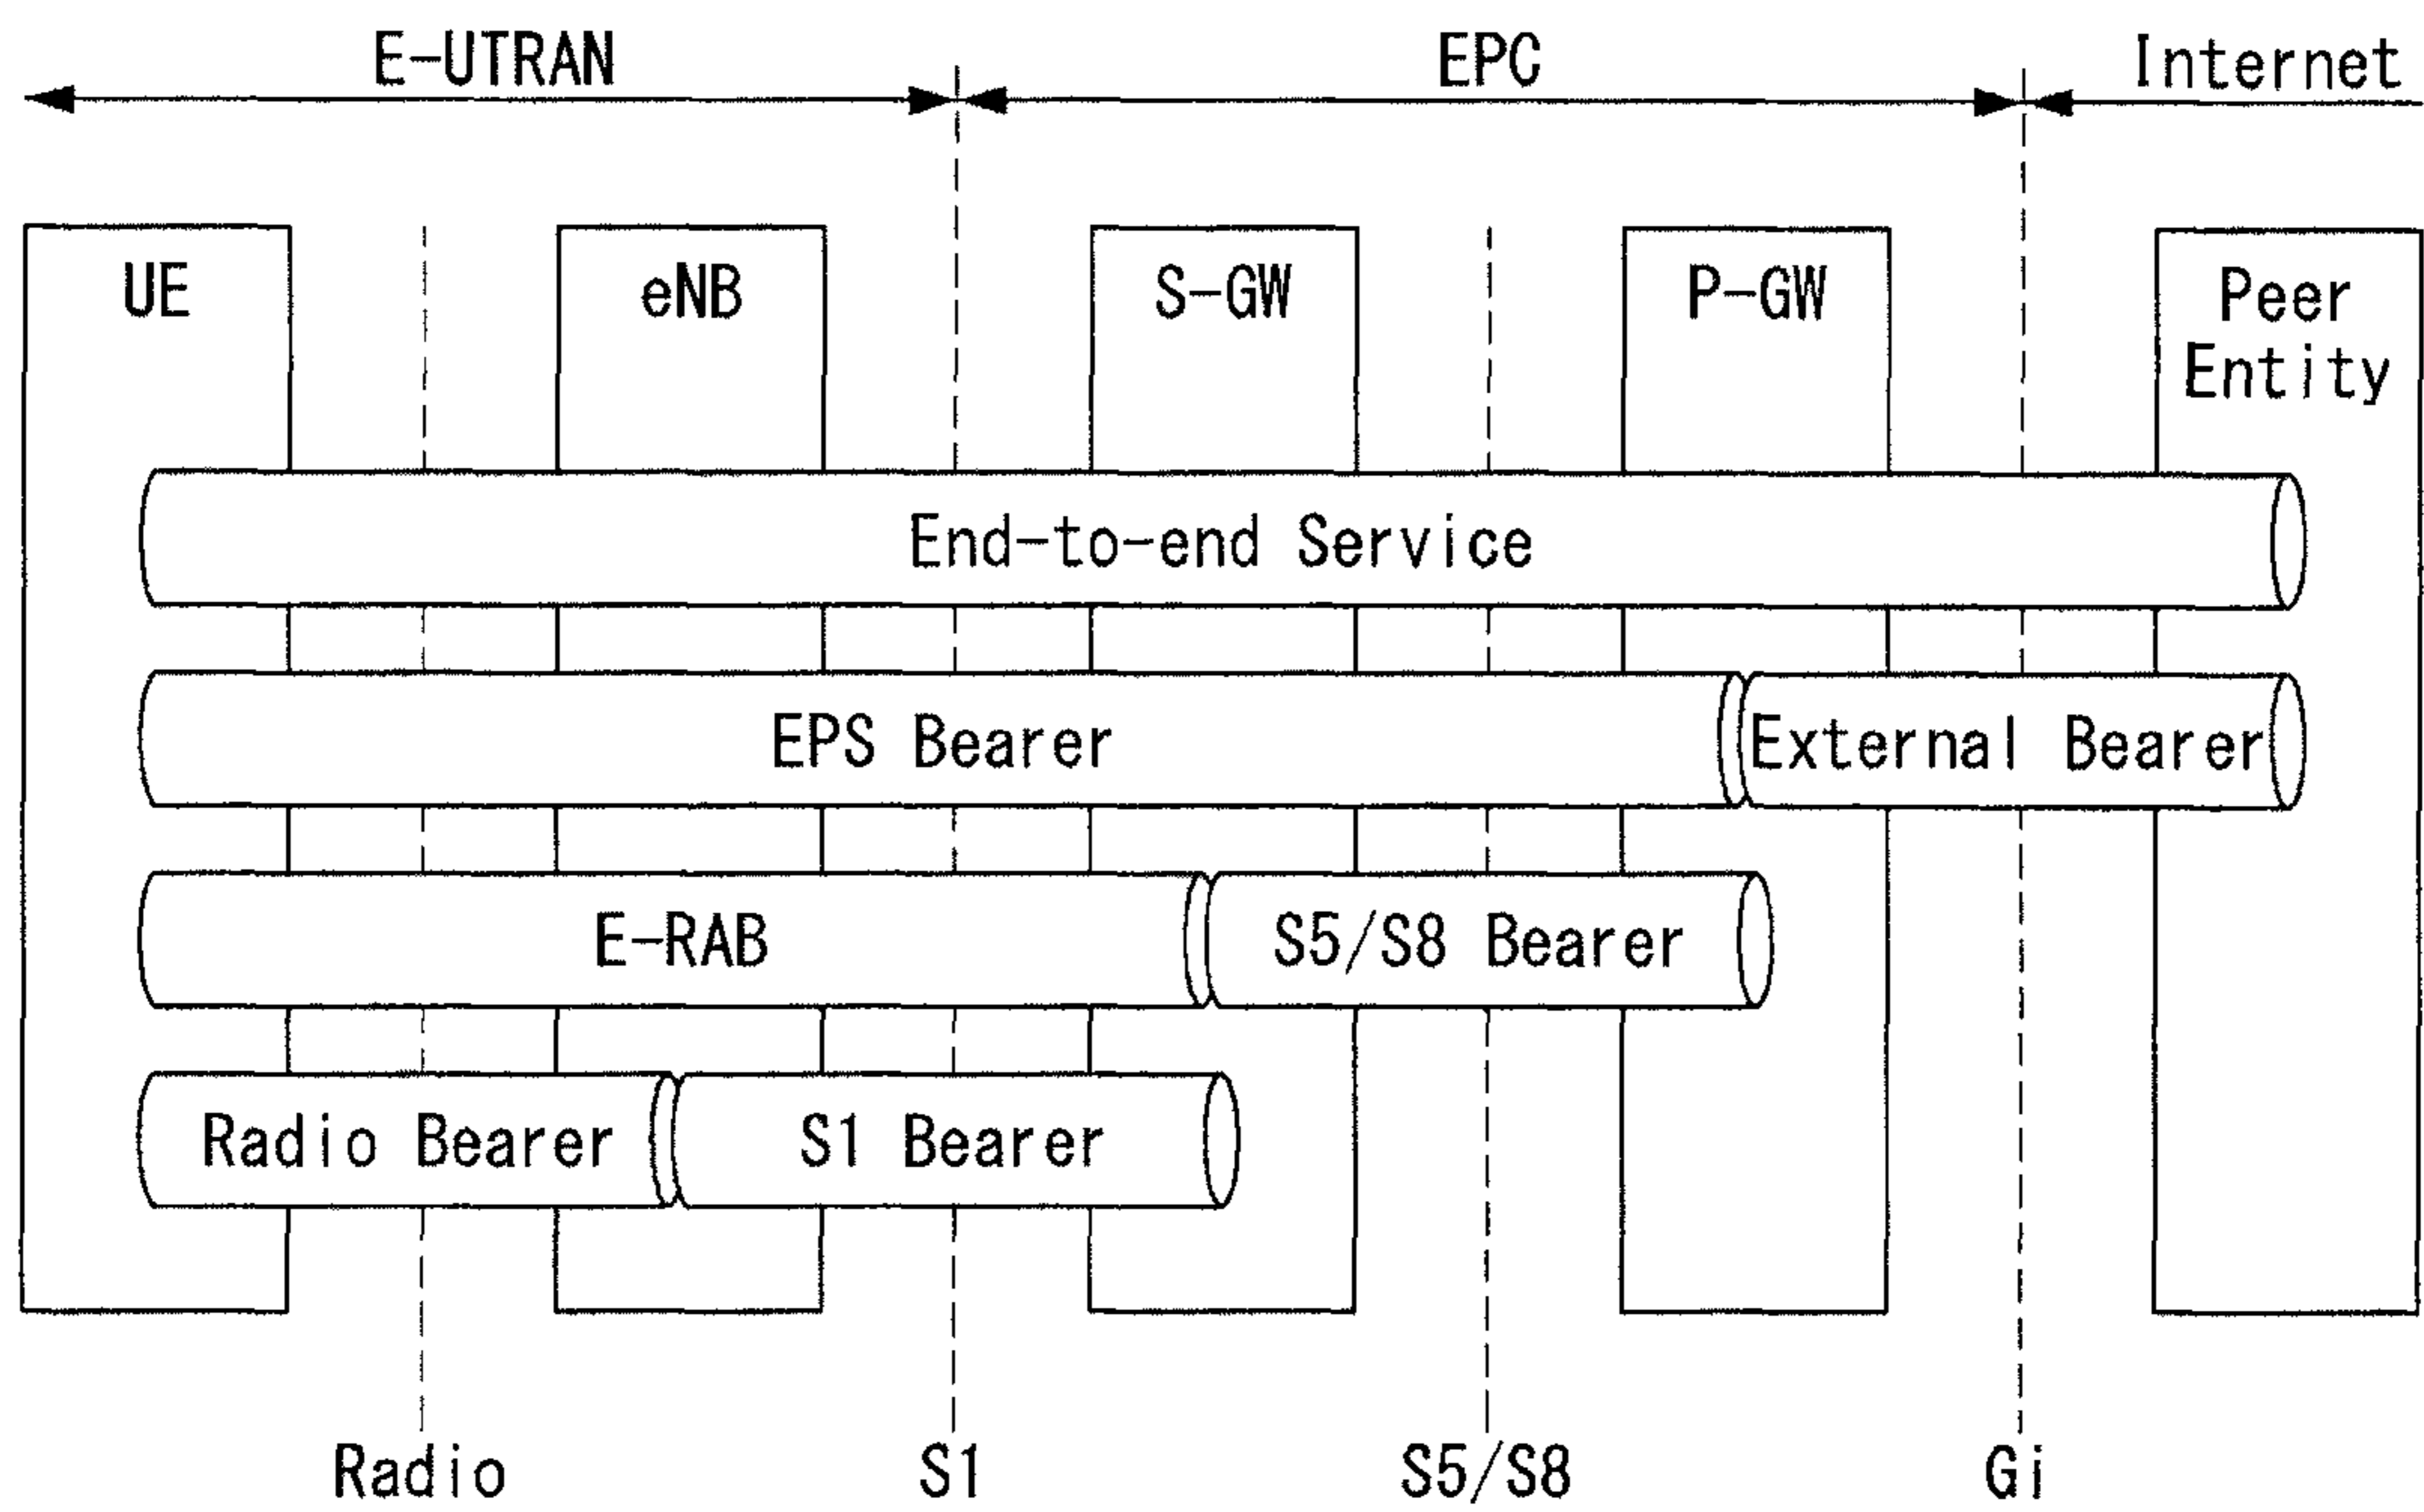 E-UTRAN
EPC
Internet
UE
eNB
S-GW
P-GW
Peer
Entity
End-to-end Service
EPS Bearer
External Bearer
E-RAB
S5/S8 Bearer
Radio Bearer
S1 Bearer
Radio
S1
S5/S8
Gi